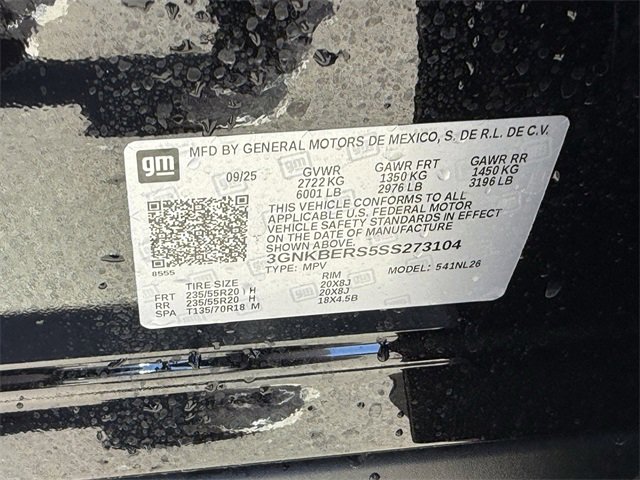 MFD BY GENERAL MOTORS DE MEXICO, S. DE R.L. DE C.V.
gm
09/25 GVWR GAWR FRT GAWR RR
2722 KG 1350 KG 1450 KG
6001 LB 2976 LB 3196 LB
THIS VEHICLE CONFORMS TO ALL
APPLICABLE U.S. FEDERAL MOTOR
VEHICLE SAFETY STANDARDS IN EFFECT
ON THE DATE OF MANUFACTURE
SHOWN ABOVE.
3GNKBERS5SS273104
8555 TYPE: MPV MODEL: 541NL26
TIRE SIZE RIM
FRT 235/55R20 H 20X8J
RR 235/55R20 H 20X8J
SPA T135/70R18 M 18X4.5B